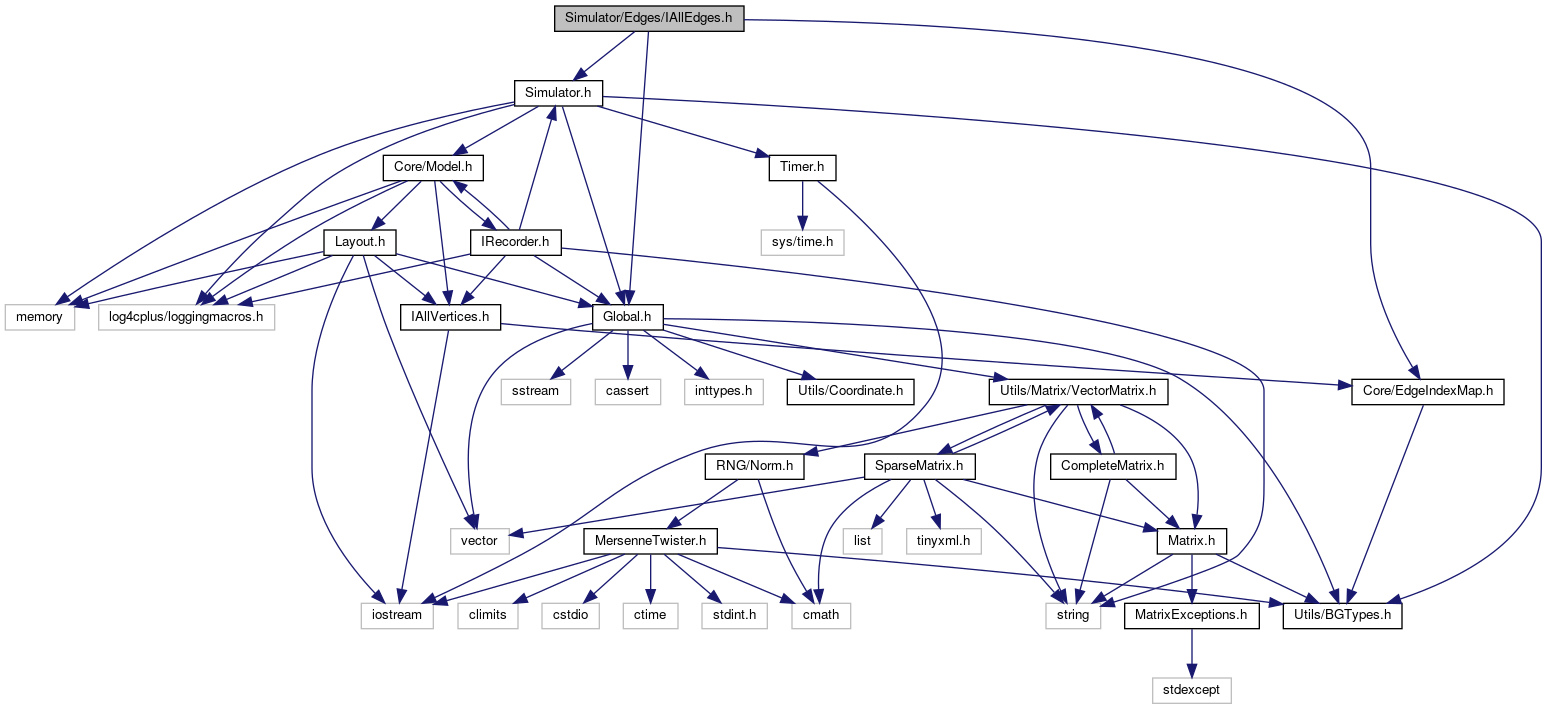 Simulator/Edges/IAllEdges.h
Simulator.h
Core/Model.h
Timer.h
Layout.h
IRecorder.h
sys/time.h
memory
log4cplus/loggingmacros.h
IAllVertices.h
Global.h
sstream
cassert
inttypes.h
Utils/Coordinate.h
Utils/Matrix/VectorMatrix.h
Core/EdgeIndexMap.h
RNG/Norm.h
SparseMatrix.h
CompleteMatrix.h
vector
MersenneTwister.h
list
tinyxml.h
Matrix.h
iostream
climits
cstdio
ctime
stdint.h
cmath
string
MatrixExceptions.h
Utils/BGTypes.h
stdexcept